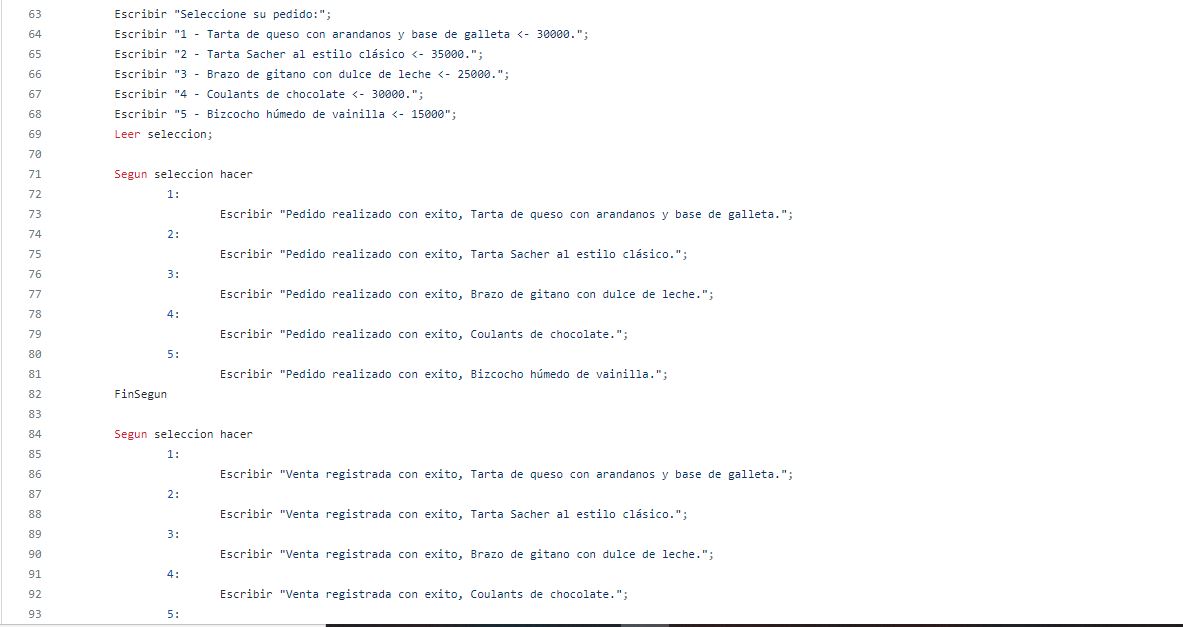 63 Escribir "Seleccione su pedido:";
64 Escribir "1 - Tarta de queso con arandanos y base de galleta <- 30000.";
65 Escribir "2 - Tarta Sacher al estilo clásico <- 35000.";
66 Escribir "3 - Brazo de gitano con dulce de leche <- 25000.";
67 Escribir "4 - Coulants de chocolate <- 30000.";
68 Escribir "5 - Bizcocho húmedo de vainilla <- 15000";
69 Leer seleccion;
70
71 Segun seleccion hacer
72 1:
73 Escribir "Pedido realizado con exito, Tarta de queso con arandanos y base de galleta.";
74 2:
75 Escribir "Pedido realizado con exito, Tarta Sacher al estilo clásico.";
76 3:
77 Escribir "Pedido realizado con exito, Brazo de gitano con dulce de leche.";
78 4:
79 Escribir "Pedido realizado con exito, Coulants de chocolate.";
80 5:
81 Escribir "Pedido realizado con exito, Bizcocho húmedo de vainilla.";
82 FinSegun
83
84 Segun seleccion hacer
85 1:
86 Escribir "Venta registrada con exito, Tarta de queso con arandanos y base de galleta.";
87 2:
88 Escribir "Venta registrada con exito, Tarta Sacher al estilo clásico.";
89 3:
90 Escribir "Venta registrada con exito, Brazo de gitano con dulce de leche.";
91 4:
92 Escribir "Venta registrada con exito, Coulants de chocolate.";
93 5: